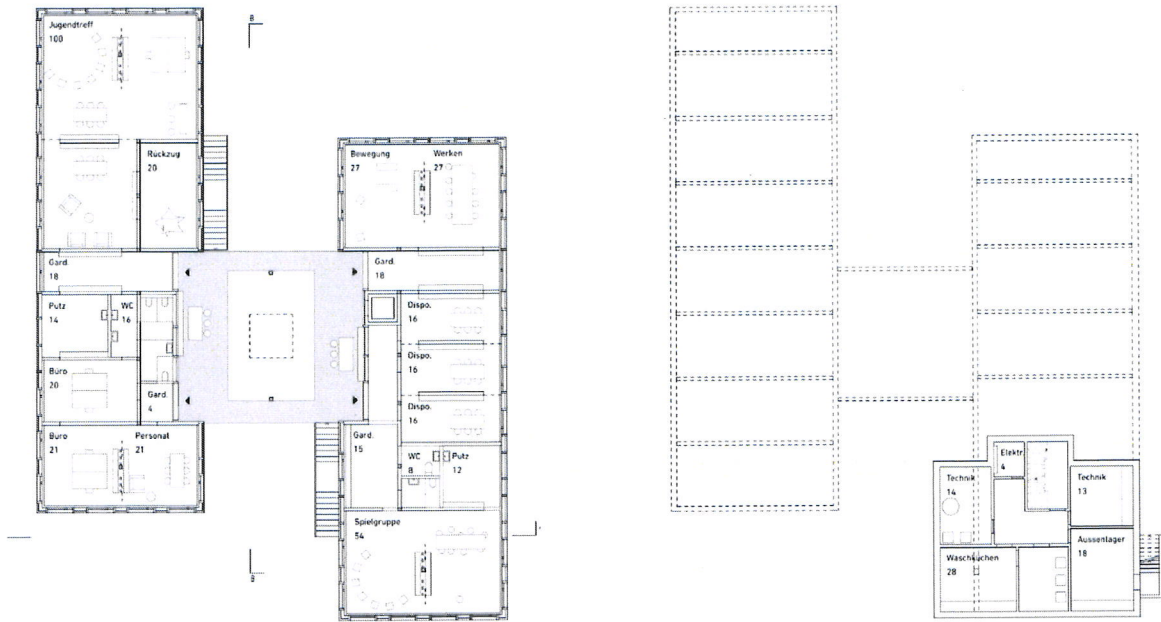 B
Jugendtreff
100
Rückzug
20
Bewegung
27
Werken
27
Gard.
18
Gard.
18
Putz
14
WC
16
Dispo.
16
Büro
20
Dispo.
16
Gard.
4
Dispo.
16
Büro
21
Personal
21
Gard.
15
WC
8
Putz
12
Spielgruppe
54
B
Elektr.
4
Technik
14
Technik
13
Aussenlager
18
Waschküchen
28